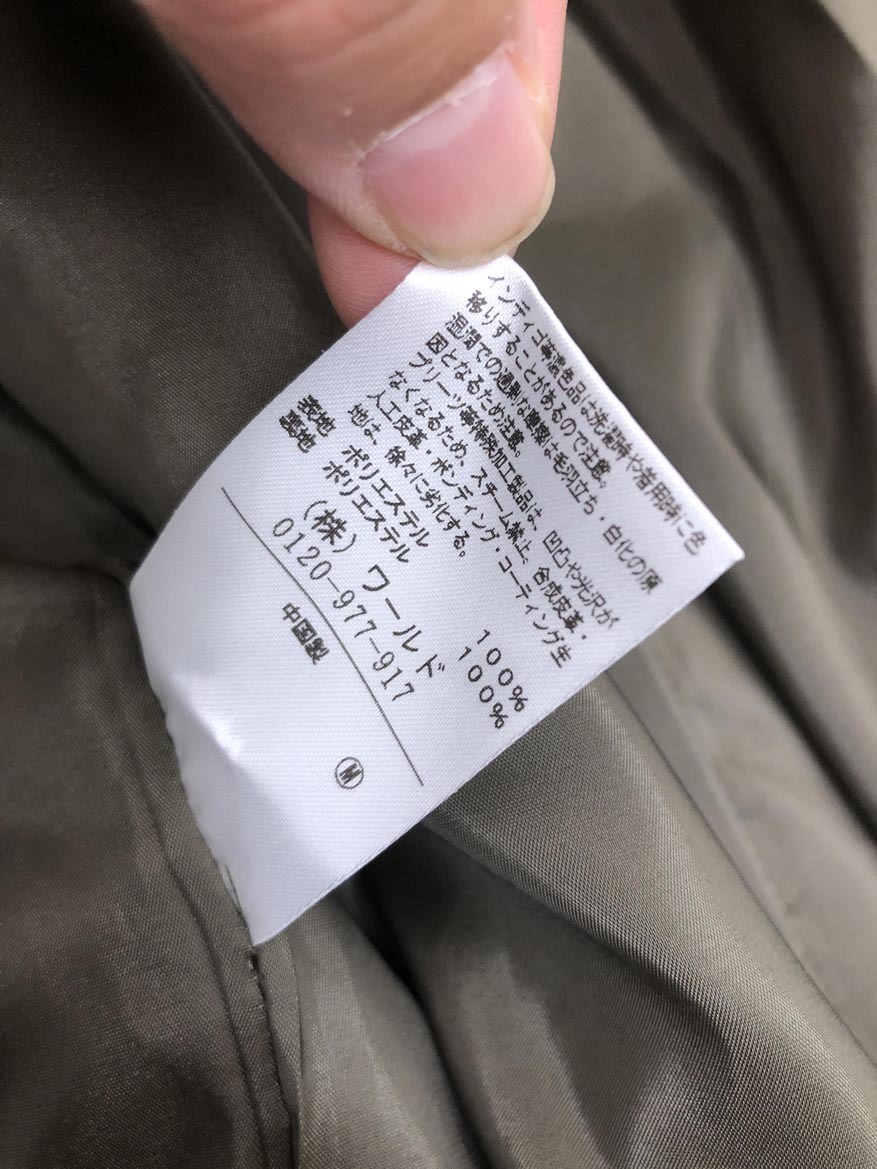 インディゴ等濃色品は洗濯時や着用時に色
移りすることがあるので注意。
湿潤での過剰な摩擦は毛羽立ち・白化の原
因となるため注意。
プリーツ等特殊加工製品は、凹凸や光沢が
なくなるため、スチーム禁止。合成皮革・
人工皮革・ボンディング・コーティング生
地は、徐々に劣化する。
表地 ポリエステル 100%
裏地 ポリエステル 100%
(株) ワールド
0120-977-917
中国製
M